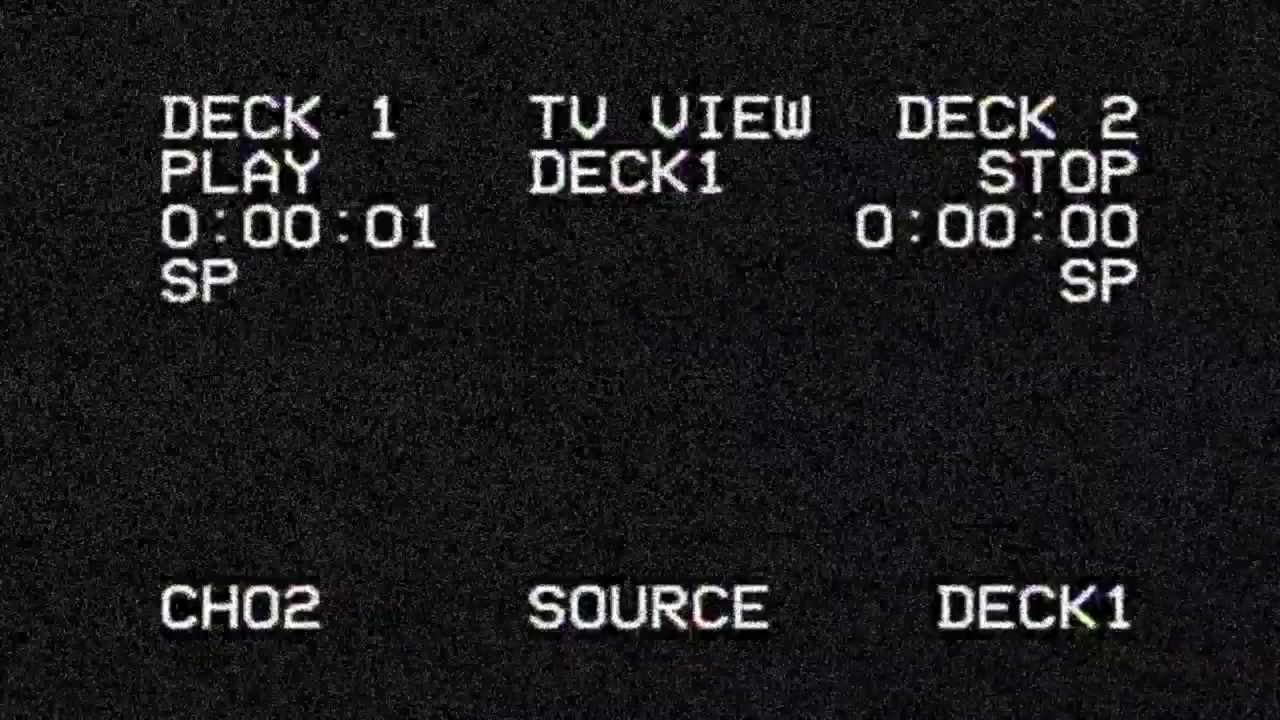 DECK 1 TV VIEW DECK 2
PLAY DECK1 STOP
0:00:01 0:00:00
SP SP
CH02 SOURCE DECK1